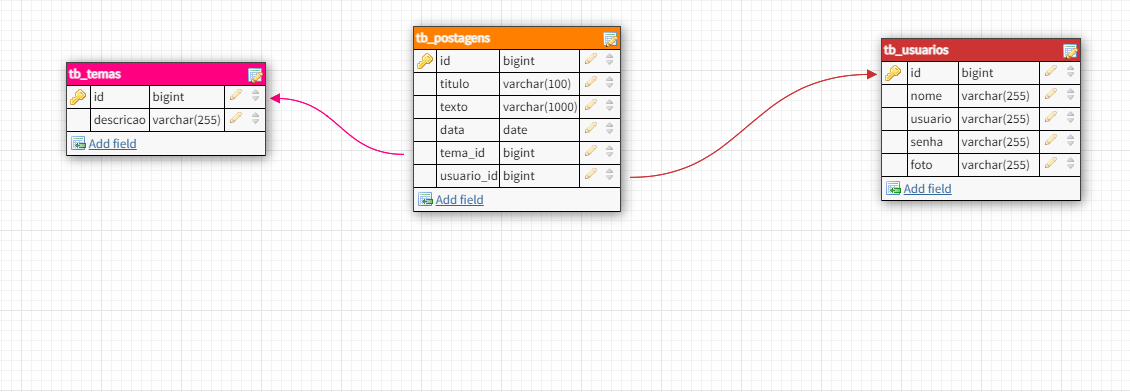 tb_temas
id bigint
descricao varchar(255)
Add field
tb_postagens
id bigint
titulo varchar(100)
texto varchar(1000)
data date
tema_id bigint
usuario_id bigint
Add field
tb_usuarios
id bigint
nome varchar(255)
usuario varchar(255)
senha varchar(255)
foto varchar(255)
Add field